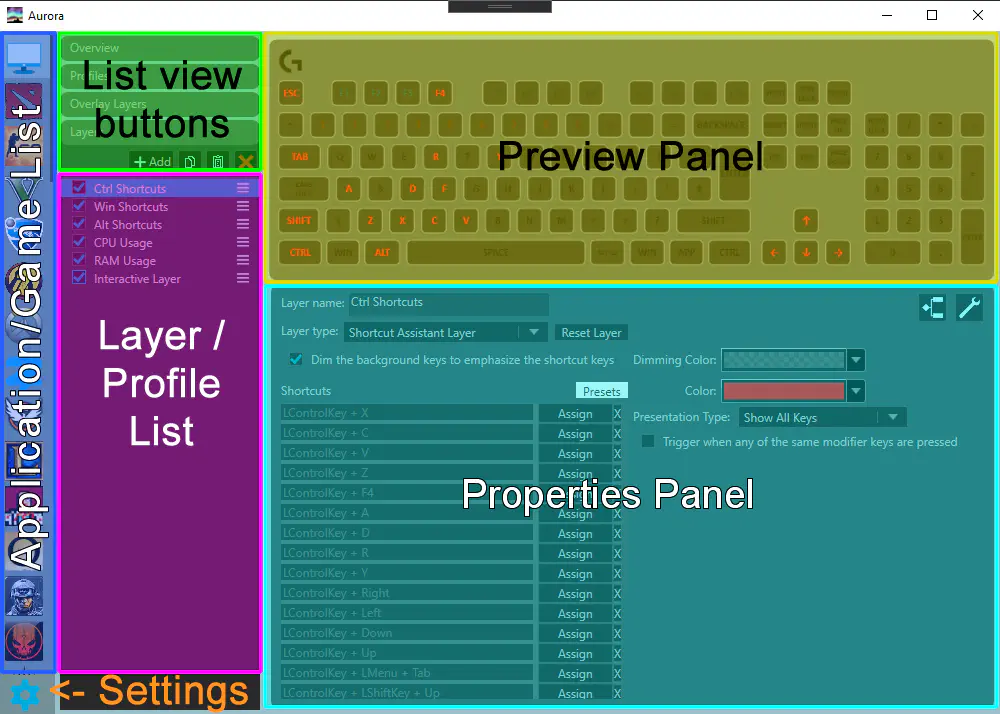 Aurora
Application/Game List
Overview
Profiles
Overlay Layers
Layers
List view
buttons
Add
Ctrl Shortcuts
Win Shortcuts
Alt Shortcuts
CPU Usage
RAM Usage
Interactive Layer
Layer /
Profile
List
<- Settings
Preview Panel
ESC F4
BACKSPACE
TAB Q W E R
A D F
SHIFT Z X C V SHIFT
CTRL WIN ALT SPACE WIN APP CTRL
Layer name: Ctrl Shortcuts
Layer type: Shortcut Assistant Layer Reset Layer
Dim the background keys to emphasize the shortcut keys Dimming Color:
Shortcuts Presets Color:
LControlKey + X Assign X Presentation Type: Show All Keys
LControlKey + C Assign X Trigger when any of the same modifier keys are pressed
LControlKey + V Assign X
LControlKey + Z Assign X
LControlKey + F4 X
Properties Panel
LControlKey + A Assign X
LControlKey + D Assign X
LControlKey + R Assign X
LControlKey + Y Assign X
LControlKey + Right Assign X
LControlKey + Left Assign X
LControlKey + Down Assign X
LControlKey + Up Assign X
LControlKey + LMenu + Tab Assign X
LControlKey + LShiftKey + Up Assign X